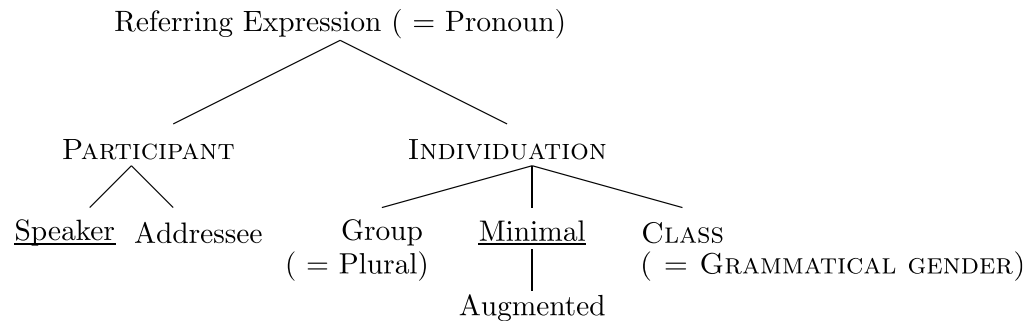 Referring Expression ( = Pronoun)
PARTICIPANT INDIVIDUATION
Speaker Addressee Group Minimal CLASS
( = Plural) ( = GRAMMATICAL GENDER)
Augmented